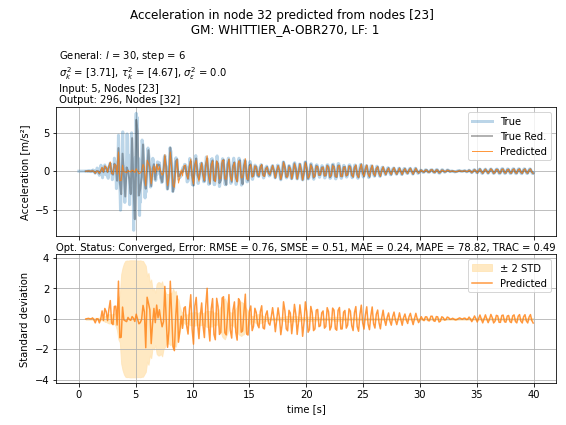 Acceleration in node 32 predicted from nodes [23]
GM: WHITTIER_A-OBR270, LF: 1
General: l = 30, step = 6
σ²ₖ = [3.71], τ²ₖ = [4.67], σ²_ε = 0.0
Input: 5, Nodes [23]
Output: 296, Nodes [32]
True
True Red.
Predicted
Acceleration [m/s²]
5
0
−5
Opt. Status: Converged, Error: RMSE = 0.76, SMSE = 0.51, MAE = 0.24, MAPE = 78.82, TRAC = 0.49
± 2 STD
Predicted
Standard deviation
4
2
0
−2
−4
0 5 10 15 20 25 30 35 40
time [s]